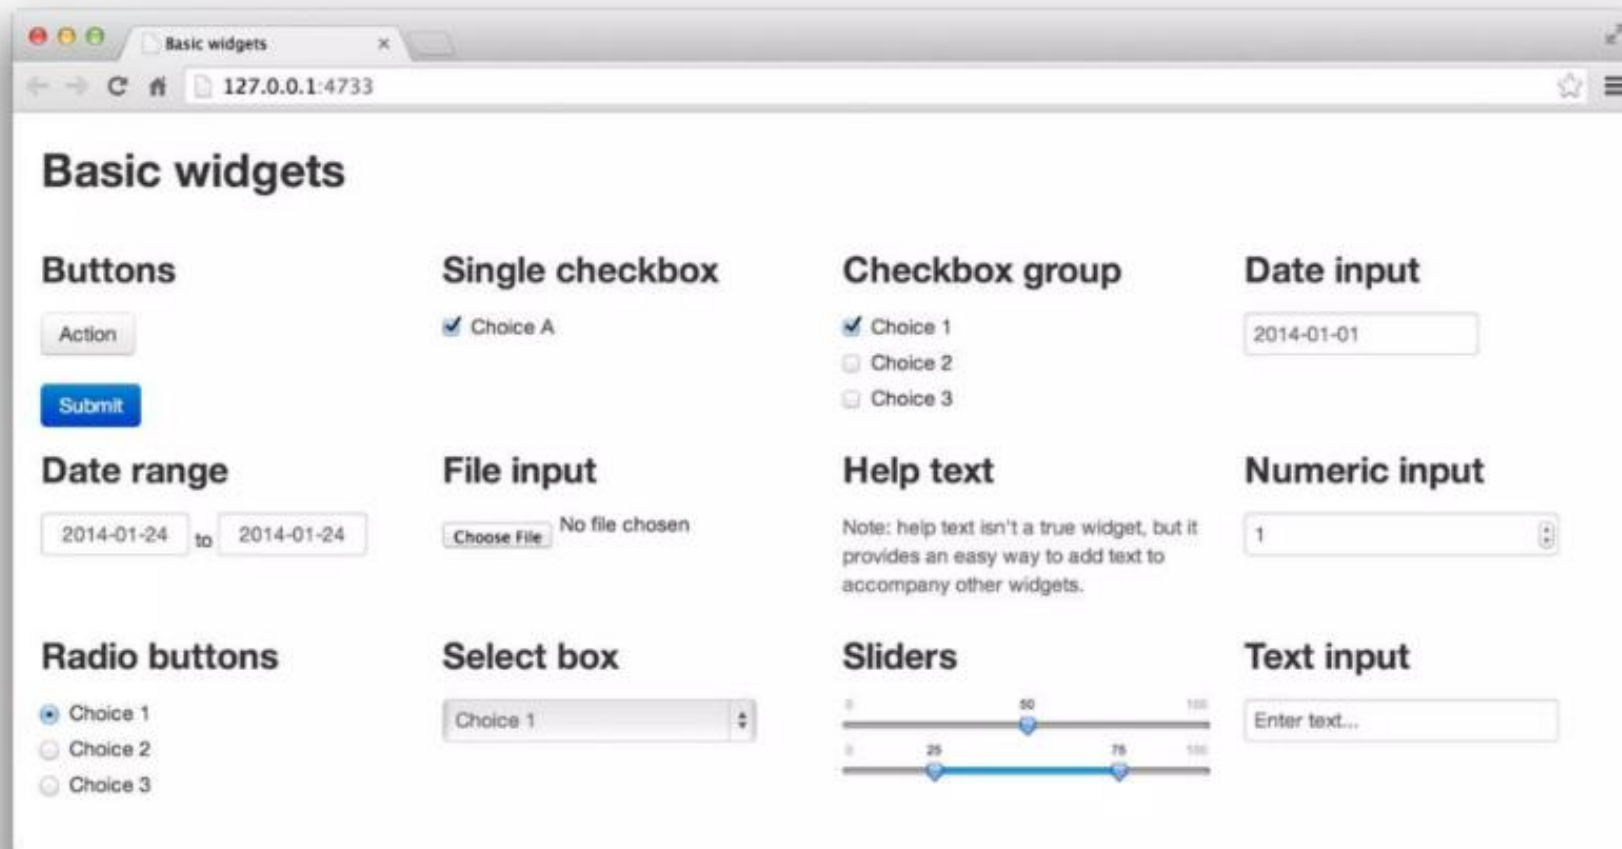 Basic widgets
127.0.0.1:4733
Basic widgets
Buttons
Action
Submit
Single checkbox
Choice A
Checkbox group
Choice 1
Choice 2
Choice 3
Date input
2014-01-01
Date range
2014-01-24 to 2014-01-24
File input
Choose File No file chosen
Help text
Note: help text isn't a true widget, but it
provides an easy way to add text to
accompany other widgets.
Numeric input
1
Radio buttons
Choice 1
Choice 2
Choice 3
Select box
Choice 1
Sliders
0 50 100
0 25 75 100
Text input
Enter text...